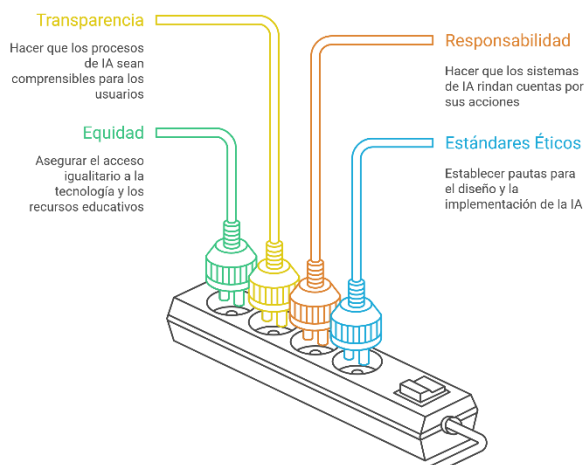 Transparencia
Hacer que los procesos
de IA sean
comprensibles para los
usuarios
Equidad
Asegurar el acceso
igualitario a la
tecnología y los
recursos educativos
Responsabilidad
Hacer que los sistemas
de IA rindan cuentas por
sus acciones
Estándares Éticos
Establecer pautas para
el diseño y la
implementación de la IA